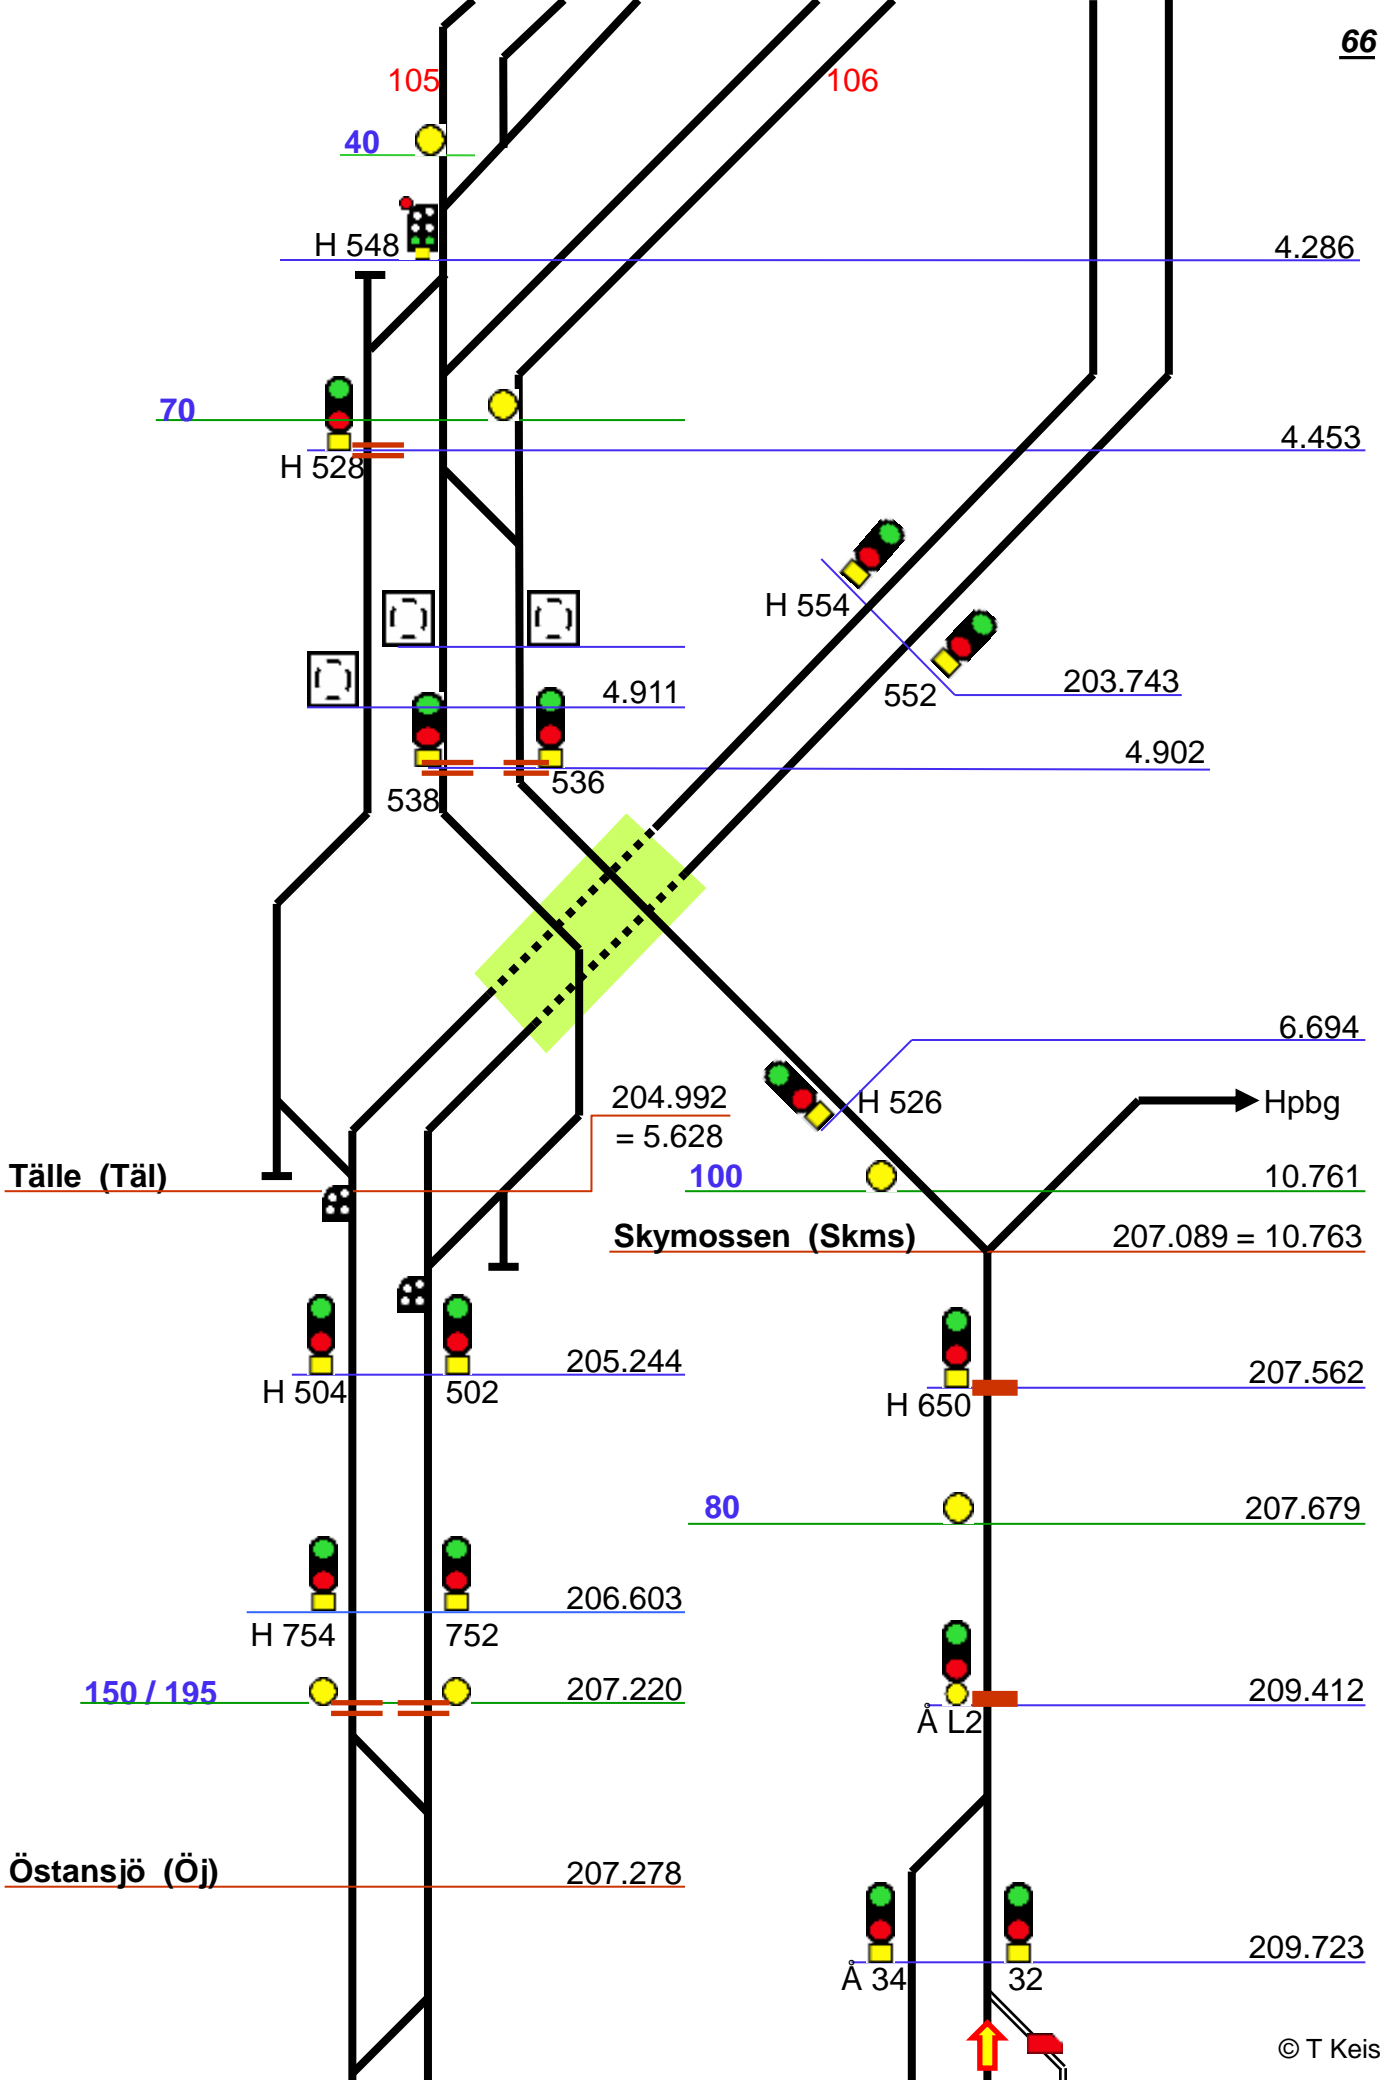 66
105
106
40
H 548
4.286
70
4.453
H 528
H 554
203.743
552
4.911
4.902
536
538
6.694
204.992
H 526
Hpbg
= 5.628
Tälle (Täl)
100
10.761
Skymossen (Skms)
207.089 = 10.763
205.244
207.562
H 504
502
H 650
80
207.679
206.603
H 754
752
150 / 195
207.220
209.412
Å L2
Östansjö (Öj)
207.278
209.723
Å 34
32
© T Keis